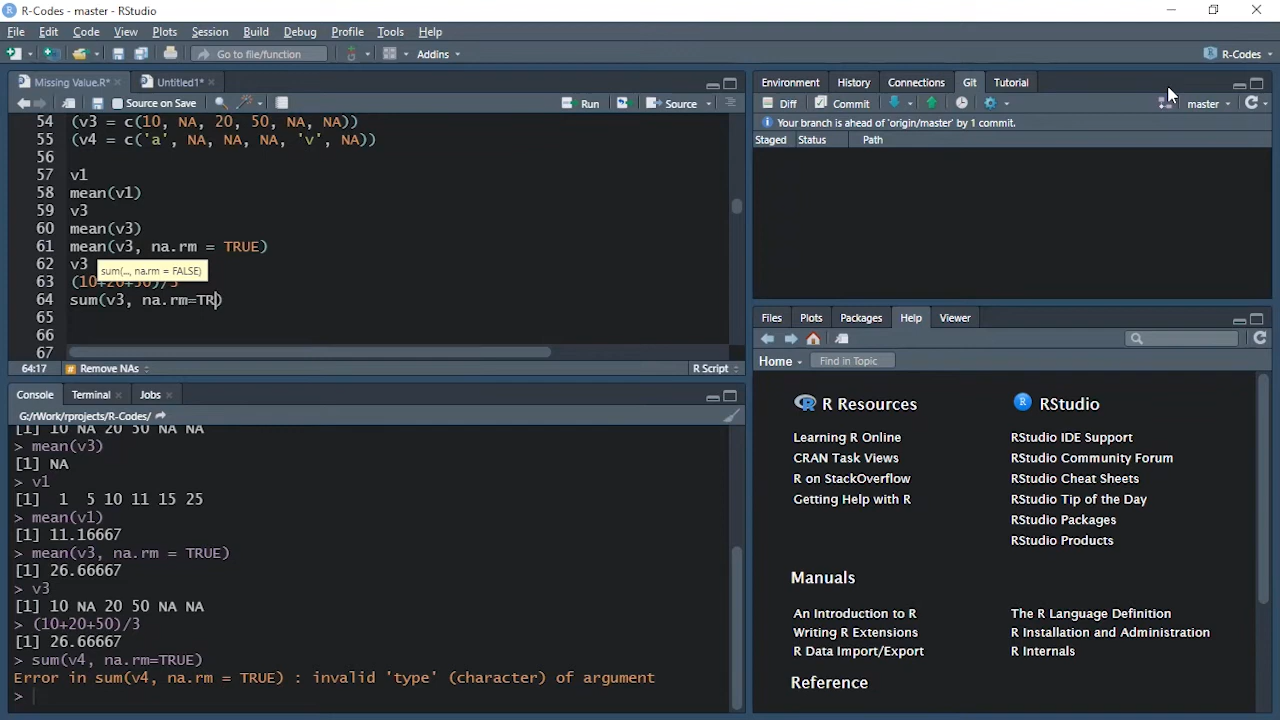 R-Codes - master - RStudio
File Edit Code View Plots Session Build Debug Profile Tools Help
Go to file/function Addins R-Codes
Missing Value.R* Untitled1*
Source on Save Run Source
54 (v3 = c(10, NA, 20, 50, NA, NA))
55 (v4 = c('a', NA, NA, NA, 'v', NA))
56
57 v1
58 mean(v1)
59 v3
60 mean(v3)
61 mean(v3, na.rm = TRUE)
62 v3
sum(..., na.rm = FALSE)
63 (10+20+50)/3
64 sum(v3, na.rm=TR)
65
66
67
64:17 # Remove NAs R Script
Console Terminal Jobs
G:/rWork/rprojects/R-Codes/
[1] 10 NA 20 50 NA NA
> mean(v3)
[1] NA
> v1
[1]  1  5 10 11 15 25
> mean(v1)
[1] 11.16667
> mean(v3, na.rm = TRUE)
[1] 26.66667
> v3
[1] 10 NA 20 50 NA NA
> (10+20+50)/3
[1] 26.66667
> sum(v4, na.rm=TRUE)
Error in sum(v4, na.rm = TRUE) : invalid 'type' (character) of argument
>
Environment History Connections Git Tutorial
Diff Commit master
Your branch is ahead of 'origin/master' by 1 commit.
Staged Status Path
Files Plots Packages Help Viewer
Home Find in Topic
R Resources
Learning R Online
CRAN Task Views
R on StackOverflow
Getting Help with R
RStudio
RStudio IDE Support
RStudio Community Forum
RStudio Cheat Sheets
RStudio Tip of the Day
RStudio Packages
RStudio Products
Manuals
An Introduction to R
Writing R Extensions
R Data Import/Export
The R Language Definition
R Installation and Administration
R Internals
Reference